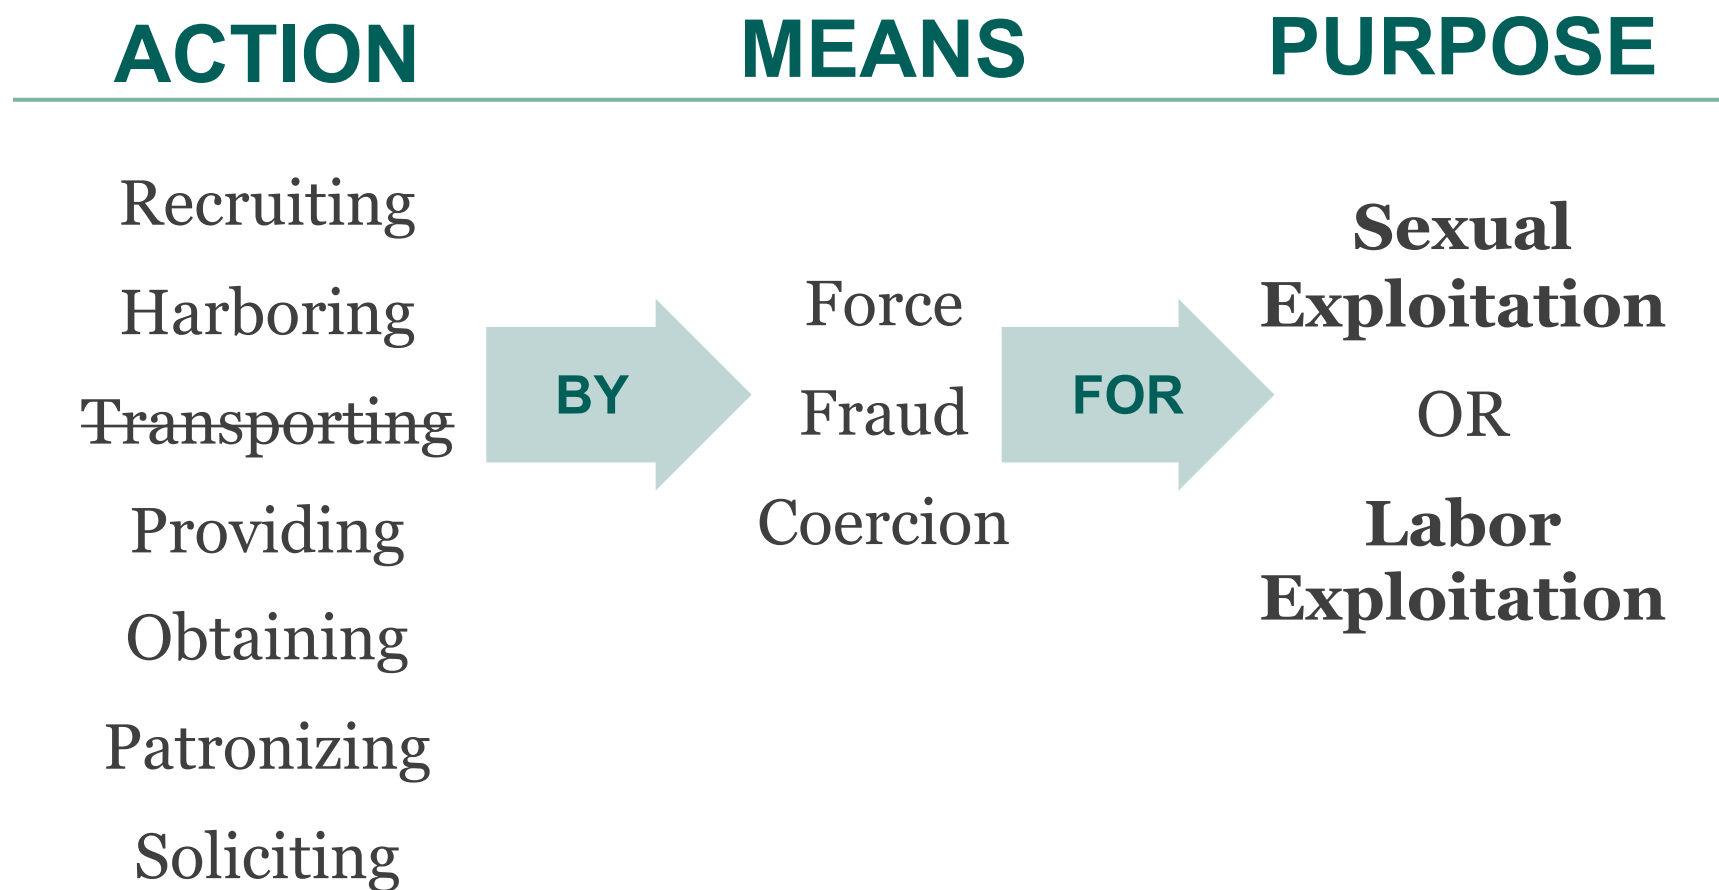 ACTION
MEANS
PURPOSE
Recruiting
Harboring
Transporting
Providing
Obtaining
Patronizing
Soliciting
BY
Force
Fraud
Coercion
FOR
Sexual
Exploitation
OR
Labor
Exploitation